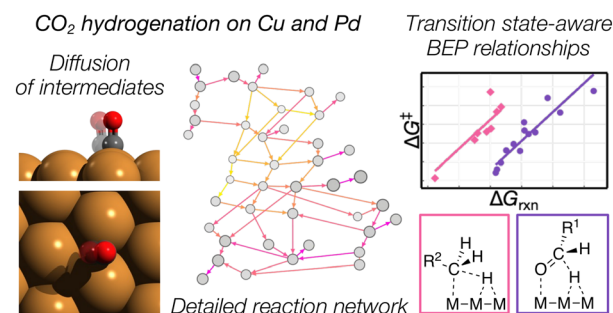 CO₂ hydrogenation on Cu and Pd
Diffusion
of intermediates
Detailed reaction network
Transition state-aware
BEP relationships
ΔG‡
ΔGrxn
H
R² C H
H
M--M--M
R¹
C H
O H
M--M--M